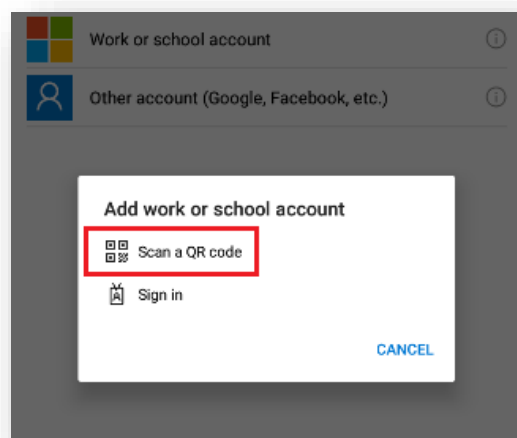 Work or school account
Other account (Google, Facebook, etc.)
Add work or school account
Scan a QR code
Sign in
CANCEL